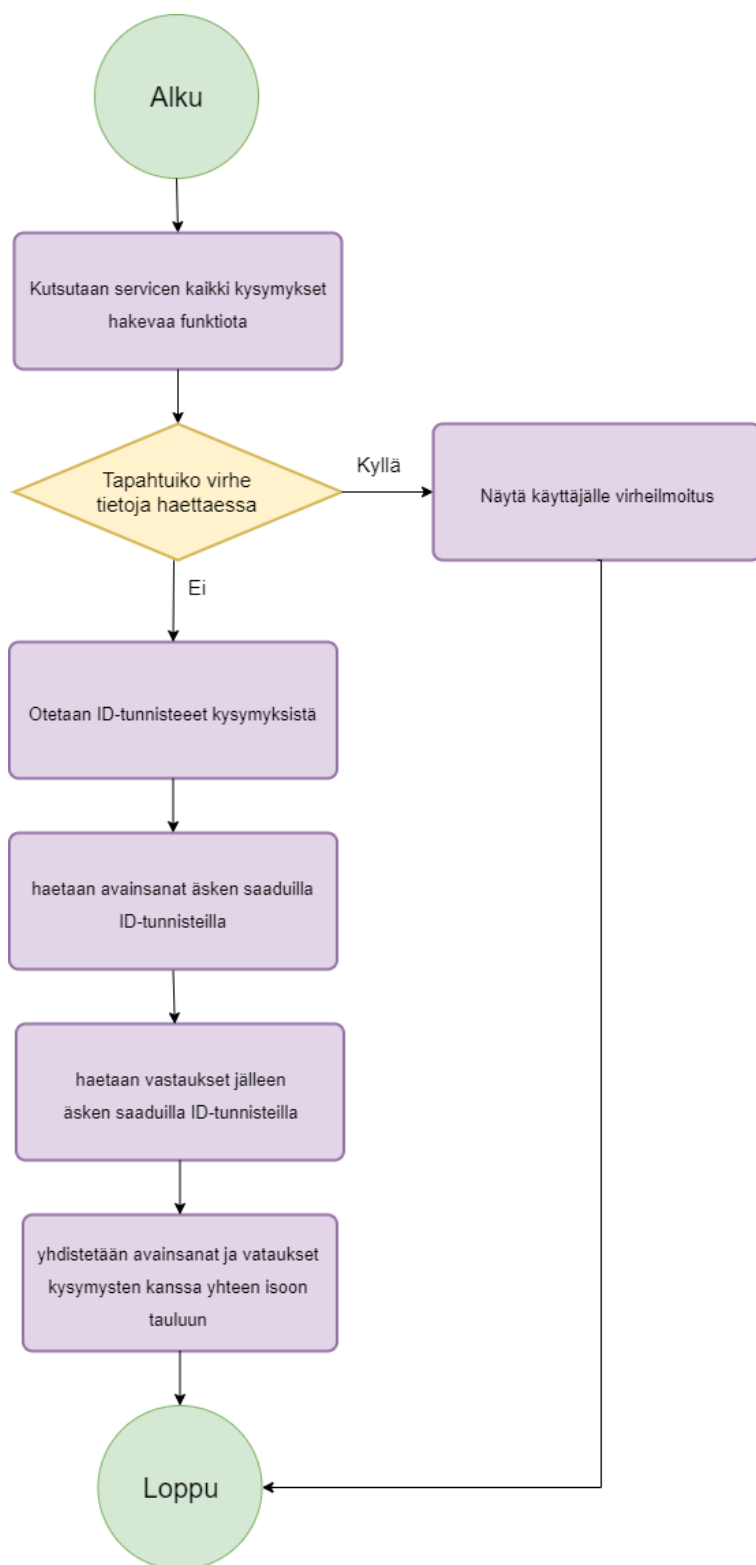 Alku
Kutsutaan servicen kaikki kysymykset
hakevaa funktiota
Tapahtuiko virhe
tietoja haettaessa
Kyllä
Näytä käyttäjälle virheilmoitus
Ei
Otetaan ID-tunnisteeet kysymyksistä
haetaan avainsanat äsken saaduilla
ID-tunnisteilla
haetaan vastaukset jälleen
äsken saaduilla ID-tunnisteilla
yhdistetään avainsanat ja vataukset
kysymysten kanssa yhteen isoon
tauluun
Loppu